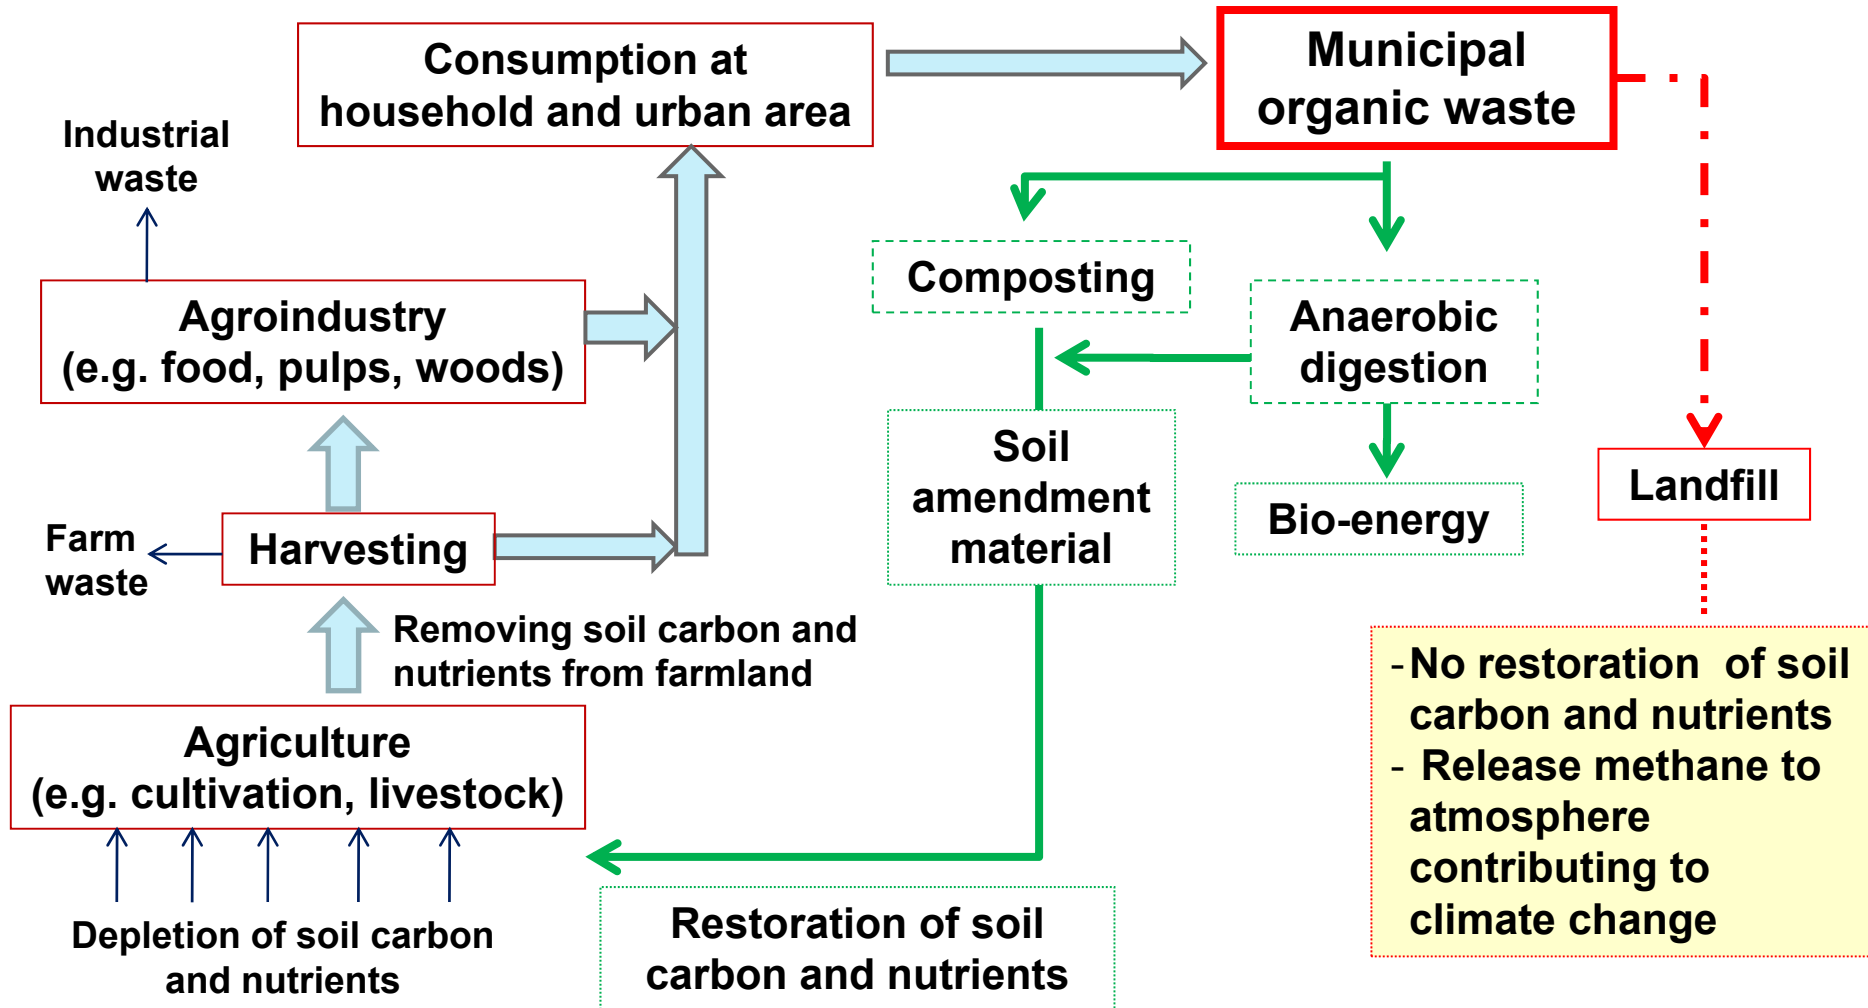 Consumption at
household and urban area
Municipal
organic waste
Industrial
waste
Agroindustry
(e.g. food, pulps, woods)
Composting
Anaerobic
digestion
Soil
amendment
material
Bio-energy
Landfill
Farm
waste
Harvesting
Removing soil carbon and
nutrients from farmland
Agriculture
(e.g. cultivation, livestock)
Depletion of soil carbon
and nutrients
Restoration of soil
carbon and nutrients
- No restoration of soil
carbon and nutrients
- Release methane to
atmosphere
contributing to
climate change